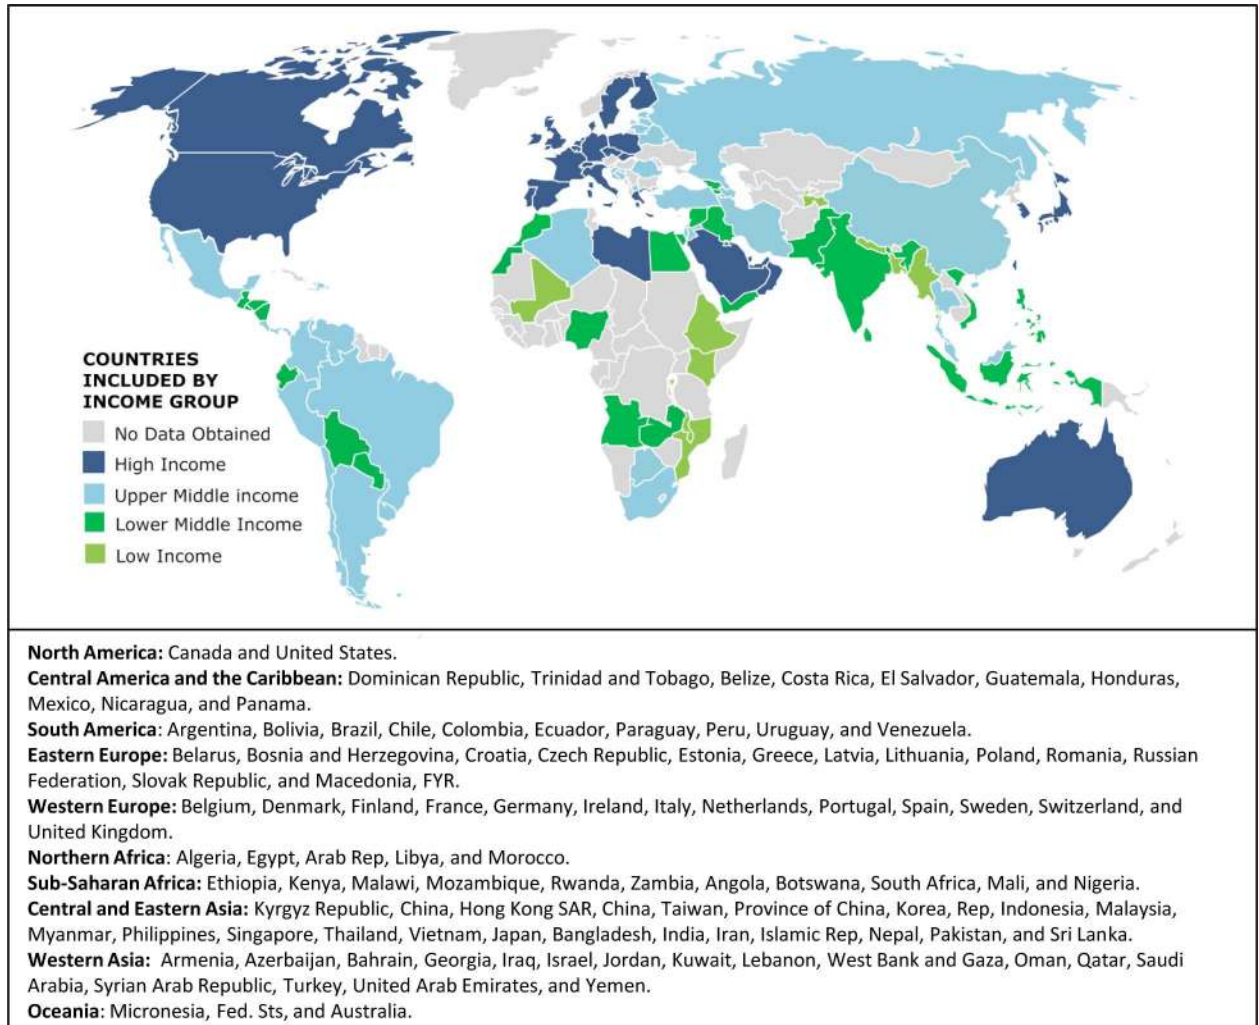 COUNTRIES
INCLUDED BY
INCOME GROUP
No Data Obtained
High Income
Upper Middle income
Lower Middle Income
Low Income
North America: Canada and United States.
Central America and the Caribbean: Dominican Republic, Trinidad and Tobago, Belize, Costa Rica, El Salvador, Guatemala, Honduras,
Mexico, Nicaragua, and Panama.
South America: Argentina, Bolivia, Brazil, Chile, Colombia, Ecuador, Paraguay, Peru, Uruguay, and Venezuela.
Eastern Europe: Belarus, Bosnia and Herzegovina, Croatia, Czech Republic, Estonia, Greece, Latvia, Lithuania, Poland, Romania, Russian
Federation, Slovak Republic, and Macedonia, FYR.
Western Europe: Belgium, Denmark, Finland, France, Germany, Ireland, Italy, Netherlands, Portugal, Spain, Sweden, Switzerland, and
United Kingdom.
Northern Africa: Algeria, Egypt, Arab Rep, Libya, and Morocco.
Sub-Saharan Africa: Ethiopia, Kenya, Malawi, Mozambique, Rwanda, Zambia, Angola, Botswana, South Africa, Mali, and Nigeria.
Central and Eastern Asia: Kyrgyz Republic, China, Hong Kong SAR, China, Taiwan, Province of China, Korea, Rep, Indonesia, Malaysia,
Myanmar, Philippines, Singapore, Thailand, Vietnam, Japan, Bangladesh, India, Iran, Islamic Rep, Nepal, Pakistan, and Sri Lanka.
Western Asia: Armenia, Azerbaijan, Bahrain, Georgia, Iraq, Israel, Jordan, Kuwait, Lebanon, West Bank and Gaza, Oman, Qatar, Saudi
Arabia, Syrian Arab Republic, Turkey, United Arab Emirates, and Yemen.
Oceania: Micronesia, Fed. Sts, and Australia.